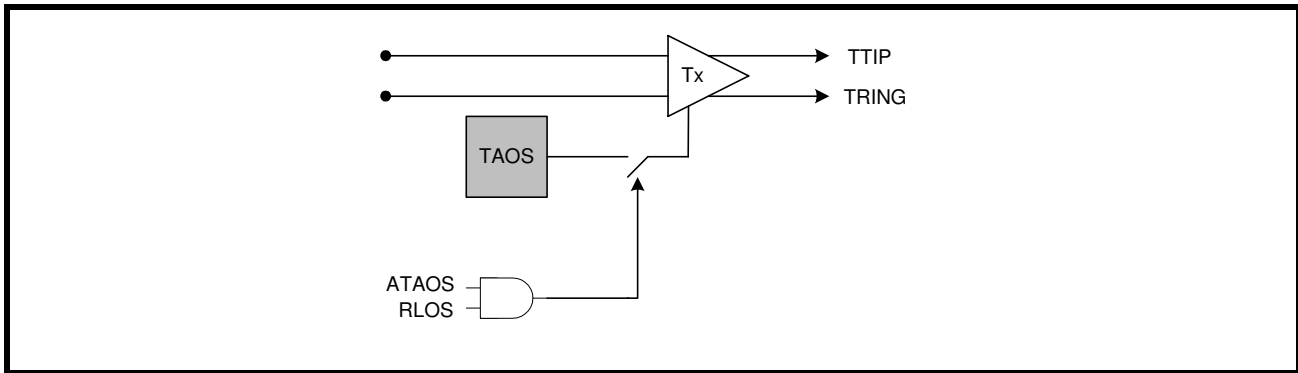 TTIP
Tx
TRING
TAOS
ATAOS
RLOS